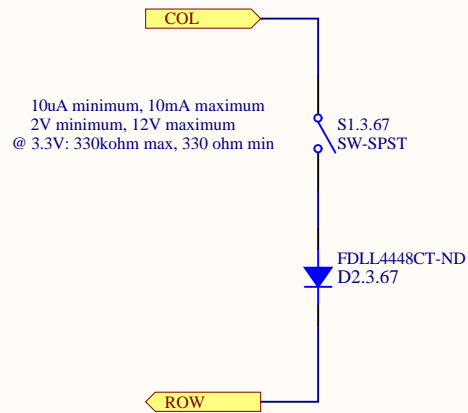 COL
10uA minimum, 10mA maximum
2V minimum, 12V maximum
@ 3.3V: 330kohm max, 330 ohm min
S1.3.67
SW-SPST
FDLL4448CT-ND
D2.3.67
ROW